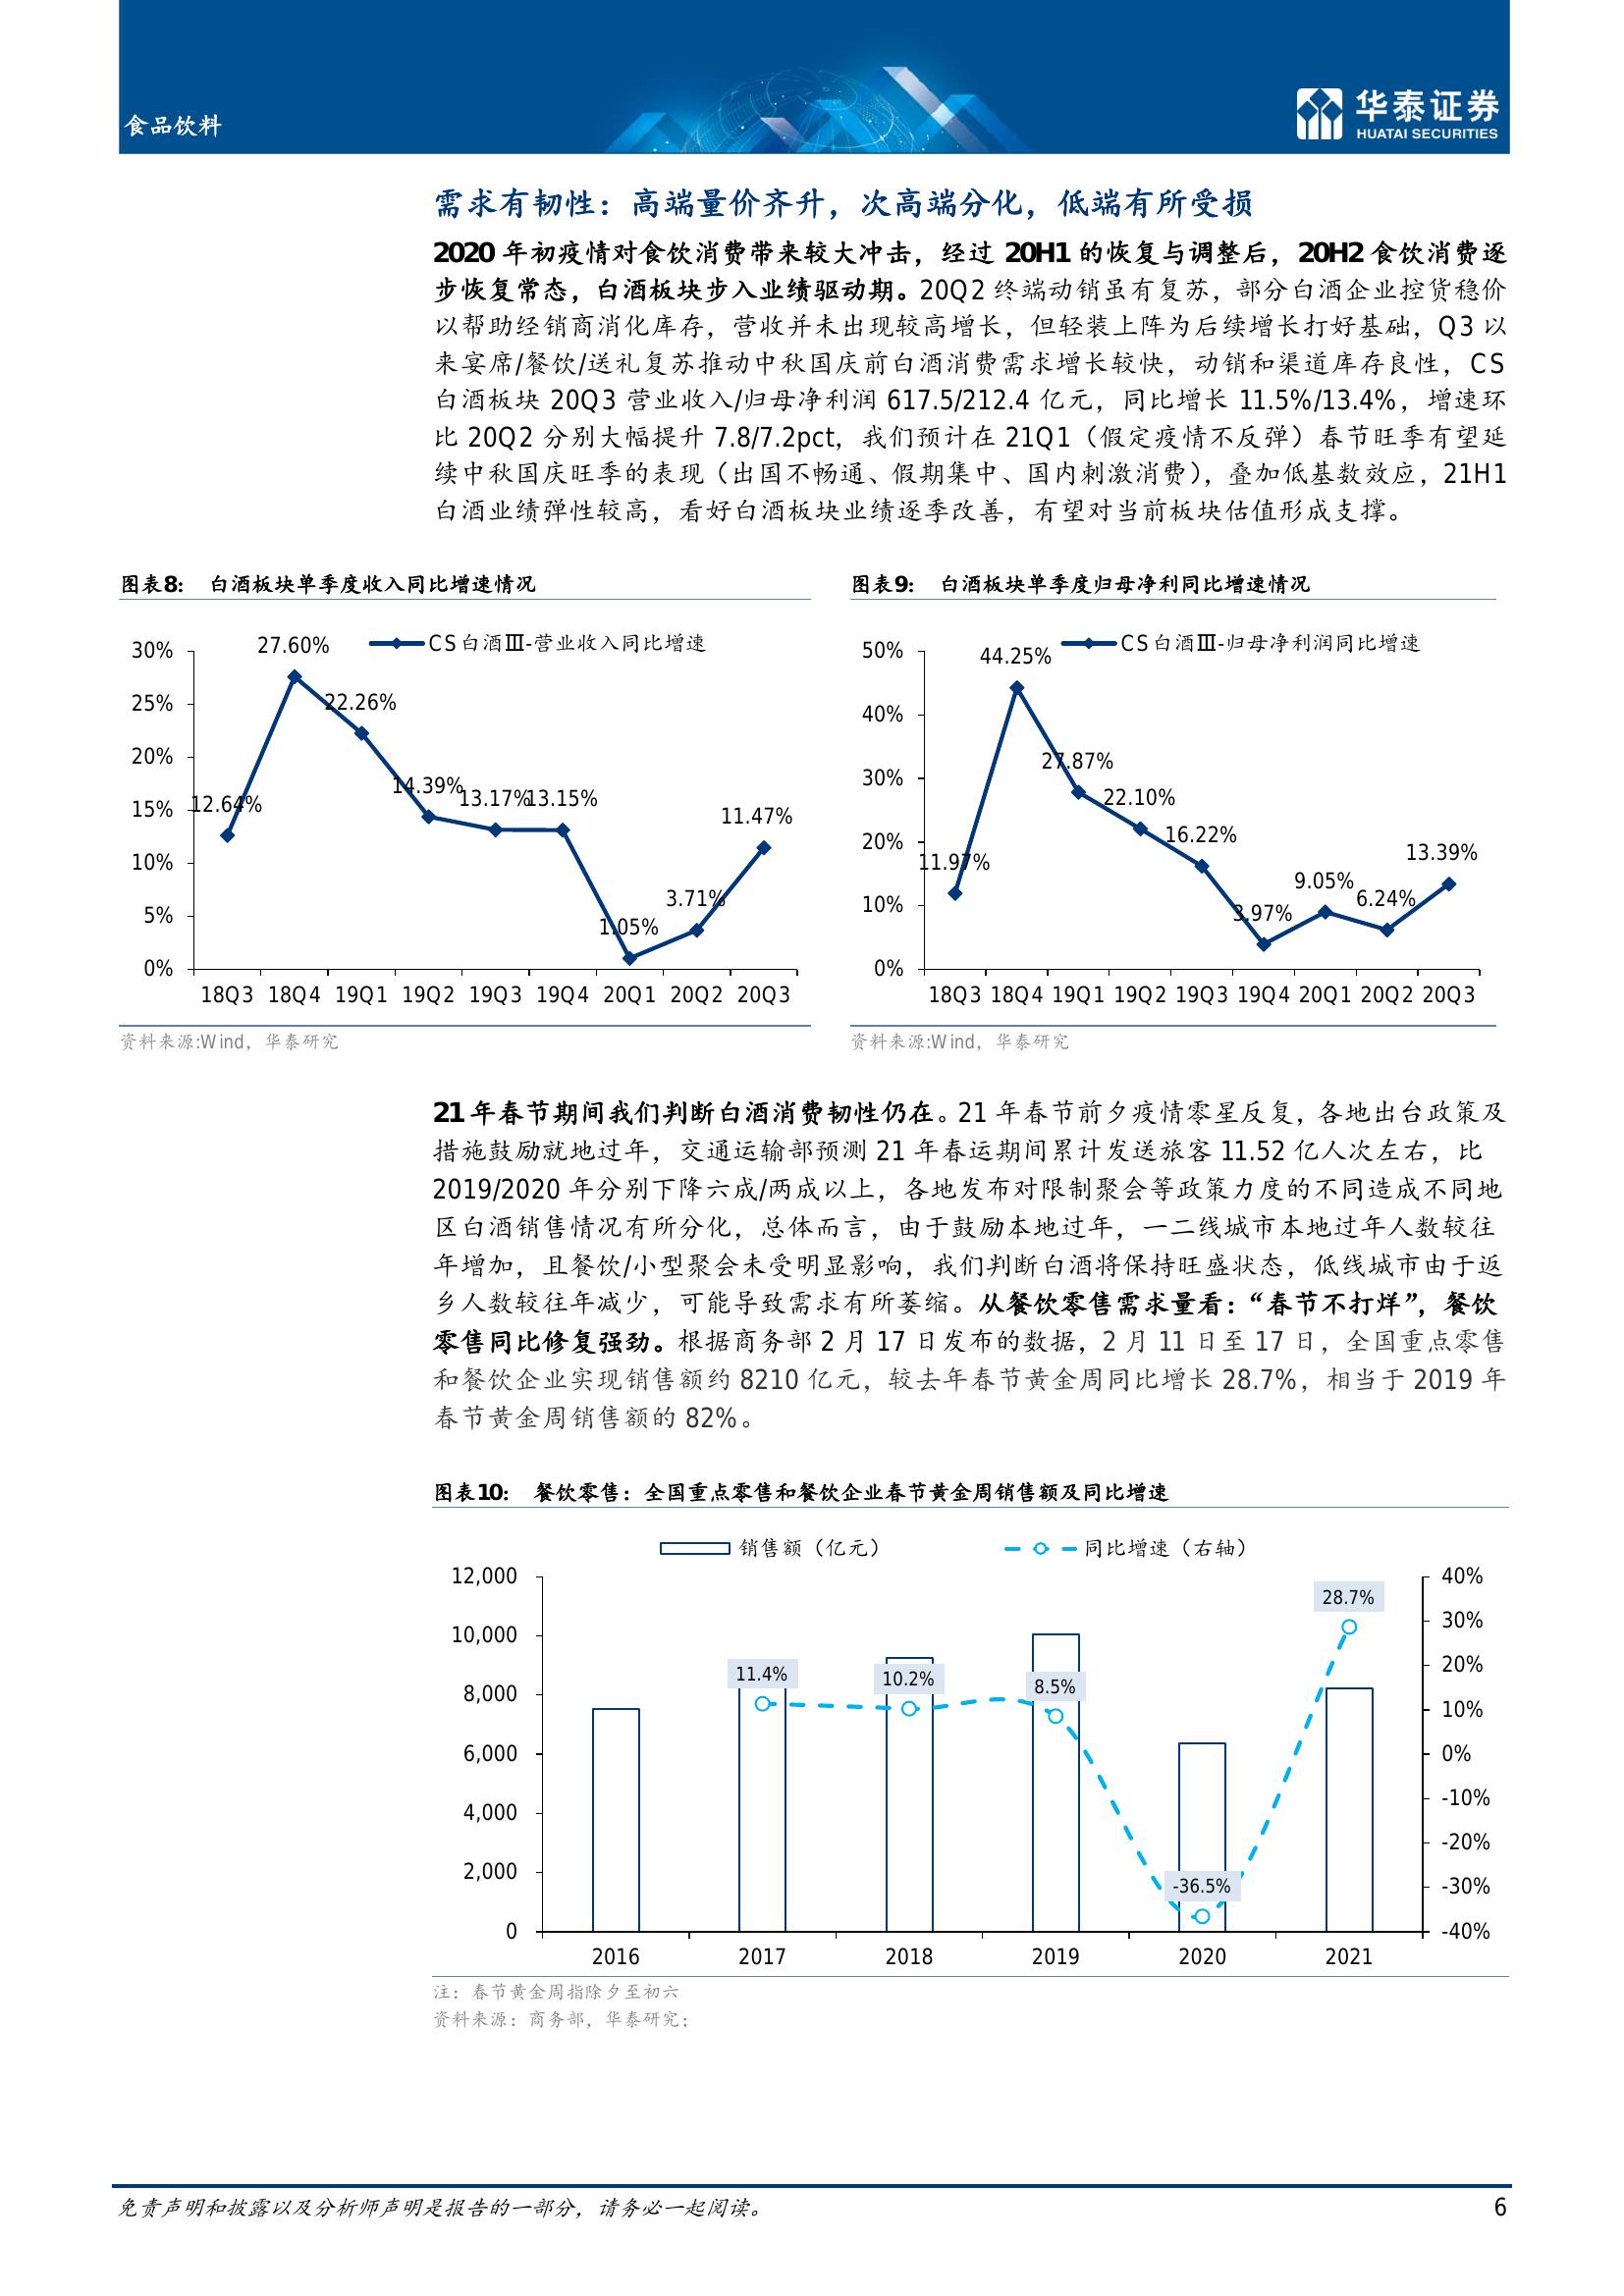 食品饮料
华泰证券
HUATAI SECURITIES
需求有韧性：高端量价齐升，次高端分化，低端有所受损
2020 年初疫情对食饮消费带来较大冲击，经过 20H1 的恢复与调整后，20H2 食饮消费逐
步恢复常态，白酒板块步入业绩驱动期。20Q2 终端动销虽有复苏，部分白酒企业控货稳价
以帮助经销商消化库存，营收并未出现较高增长，但轻装上阵为后续增长打好基础，Q3 以
来宴席/餐饮/送礼复苏推动中秋国庆前白酒消费需求增长较快，动销和渠道库存良性，CS
白酒板块 20Q3 营业收入/归母净利润 617.5/212.4 亿元，同比增长 11.5%/13.4%，增速环
比 20Q2 分别大幅提升 7.8/7.2pct，我们预计在 21Q1（假定疫情不反弹）春节旺季有望延
续中秋国庆旺季的表现（出国不畅通、假期集中、国内刺激消费），叠加低基数效应，21H1
白酒业绩弹性较高，看好白酒板块业绩逐季改善，有望对当前板块估值形成支撑。
图表8： 白酒板块单季度收入同比增速情况
CS 白酒Ⅲ-营业收入同比增速
30%
25%
20%
15%
10%
5%
0%
12.64%
27.60%
22.26%
14.39%
13.17%
13.15%
1.05%
3.71%
11.47%
18Q3 18Q4 19Q1 19Q2 19Q3 19Q4 20Q1 20Q2 20Q3
资料来源:Wind，华泰研究
图表9： 白酒板块单季度归母净利同比增速情况
CS 白酒Ⅲ-归母净利润同比增速
50%
40%
30%
20%
10%
0%
11.97%
44.25%
27.87%
22.10%
16.22%
3.97%
9.05%
6.24%
13.39%
18Q3 18Q4 19Q1 19Q2 19Q3 19Q4 20Q1 20Q2 20Q3
资料来源:Wind，华泰研究
21 年春节期间我们判断白酒消费韧性仍在。21 年春节前夕疫情零星反复，各地出台政策及
措施鼓励就地过年，交通运输部预测 21 年春运期间累计发送旅客 11.52 亿人次左右，比
2019/2020 年分别下降六成/两成以上，各地发布对限制聚会等政策力度的不同造成不同地
区白酒销售情况有所分化，总体而言，由于鼓励本地过年，一二线城市本地过年人数较往
年增加，且餐饮/小型聚会未受明显影响，我们判断白酒将保持旺盛状态，低线城市由于返
乡人数较往年减少，可能导致需求有所萎缩。从餐饮零售需求量看：“春节不打烊”，餐饮
零售同比修复强劲。根据商务部 2 月 17 日发布的数据，2 月 11 日至 17 日，全国重点零售
和餐饮企业实现销售额约 8210 亿元，较去年春节黄金周同比增长 28.7%，相当于 2019 年
春节黄金周销售额的 82%。
图表10： 餐饮零售：全国重点零售和餐饮企业春节黄金周销售额及同比增速
销售额（亿元） 同比增速（右轴）
12,000
10,000
8,000
6,000
4,000
2,000
0
11.4%
10.2%
8.5%
-36.5%
28.7%
40%
30%
20%
10%
0%
-10%
-20%
-30%
-40%
2016 2017 2018 2019 2020 2021
注：春节黄金周指除夕至初六
资料来源：商务部，华泰研究；
免责声明和披露以及分析师声明是报告的一部分，请务必一起阅读。
6